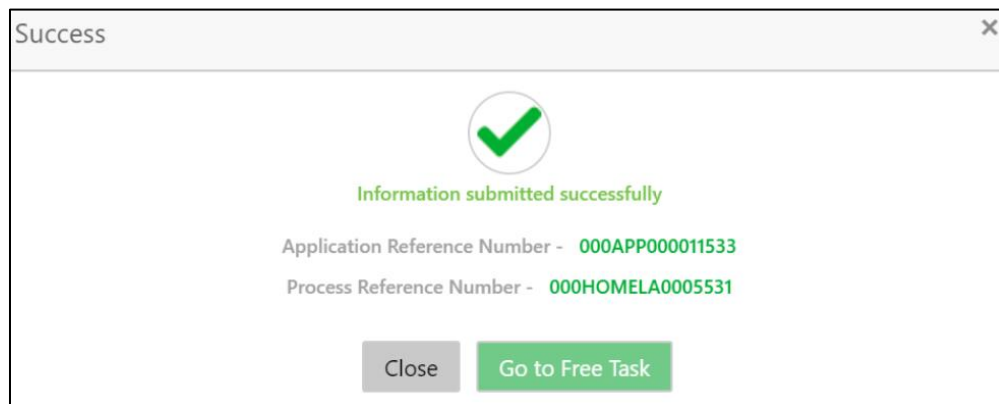 Success
×
Information submitted successfully
Application Reference Number - 000APP000011533
Process Reference Number - 000HOMELA0005531
Close
Go to Free Task